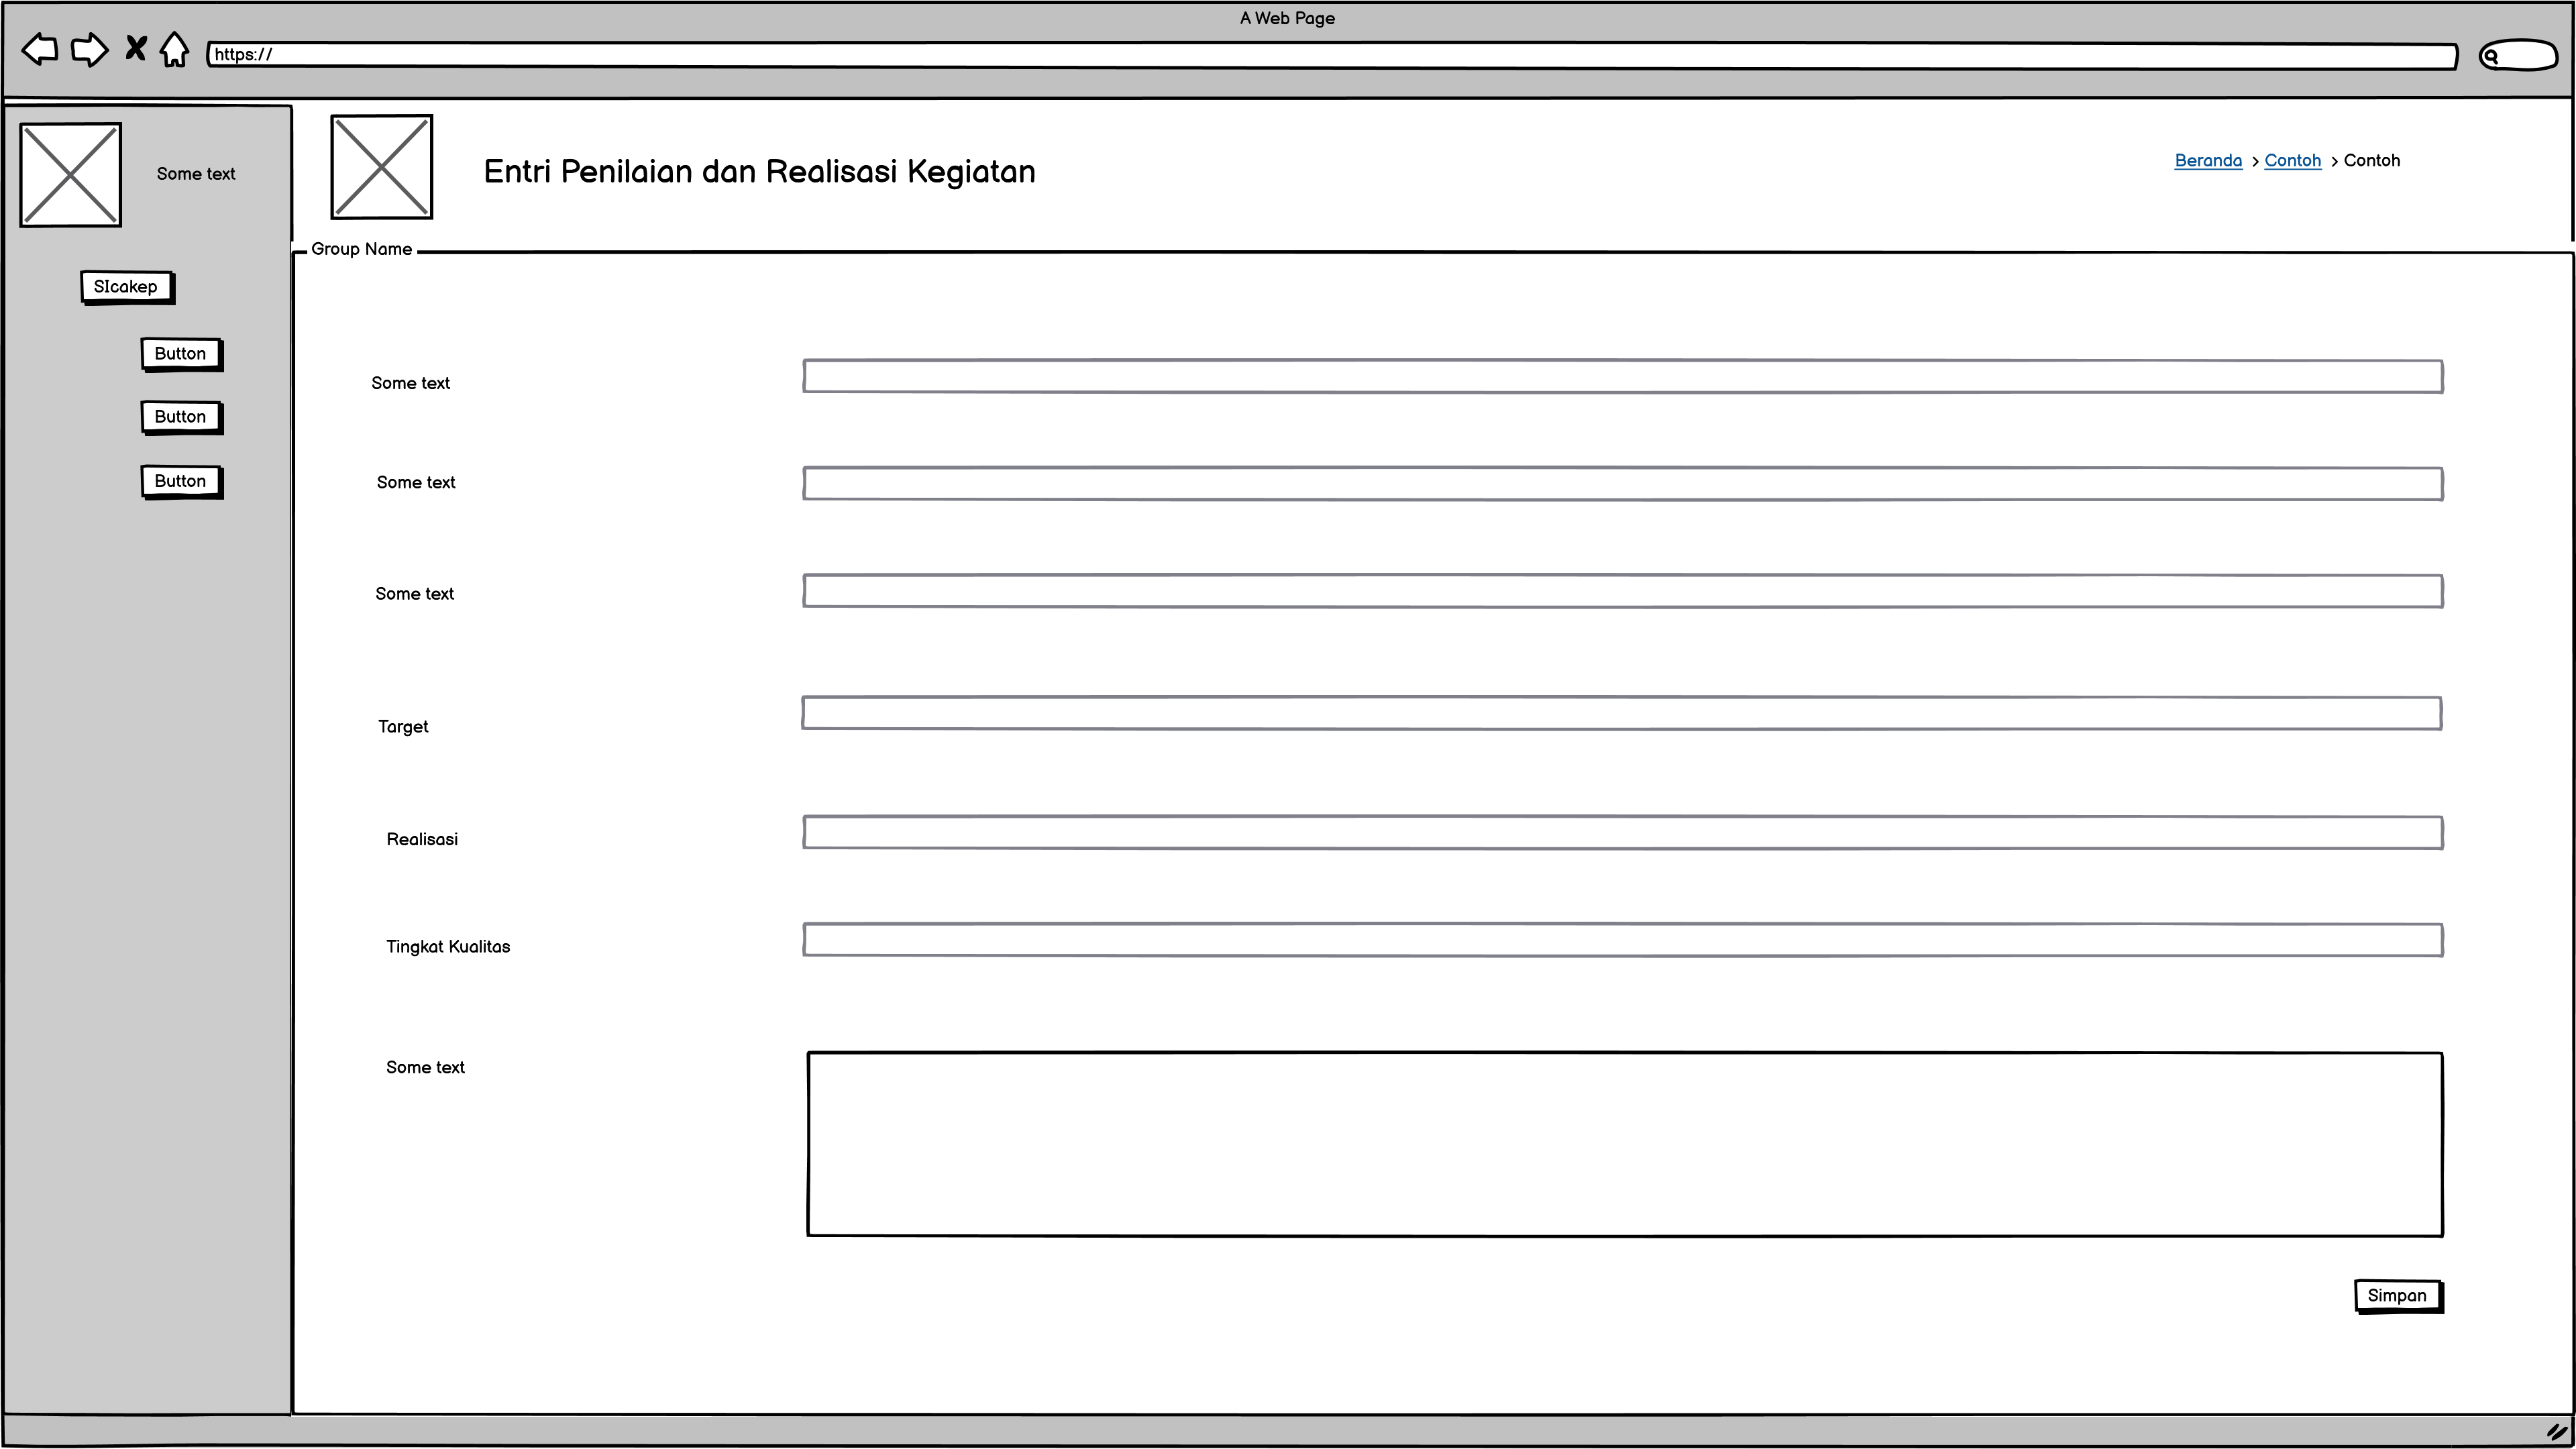 A Web Page
https://
Some text
Entri Penilaian dan Realisasi Kegiatan
Beranda > Contoh > Contoh
Group Name
SIcakep
Button
Button
Button
Some text
Some text
Some text
Target
Realisasi
Tingkat Kualitas
Some text
Simpan